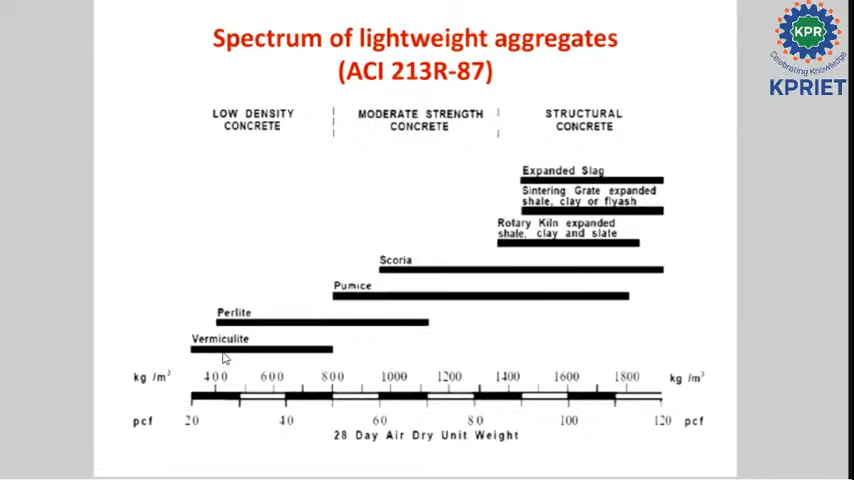 Spectrum of lightweight aggregates
(ACI 213R-87)
KPR
Celebrating Knowledge
KPRIET
LOW DENSITY
CONCRETE
MODERATE STRENGTH
CONCRETE
STRUCTURAL
CONCRETE
Expanded Slag
Sintering Grate expanded
shale, clay or flyash
Rotary Kiln expanded
shale, clay and slate
Scoria
Pumice
Perlite
Vermiculite
kg /m³ 400 600 800 1000 1200 1400 1600 1800 kg /m³
pcf 20 40 60 80 100 120 pcf
28 Day Air Dry Unit Weight